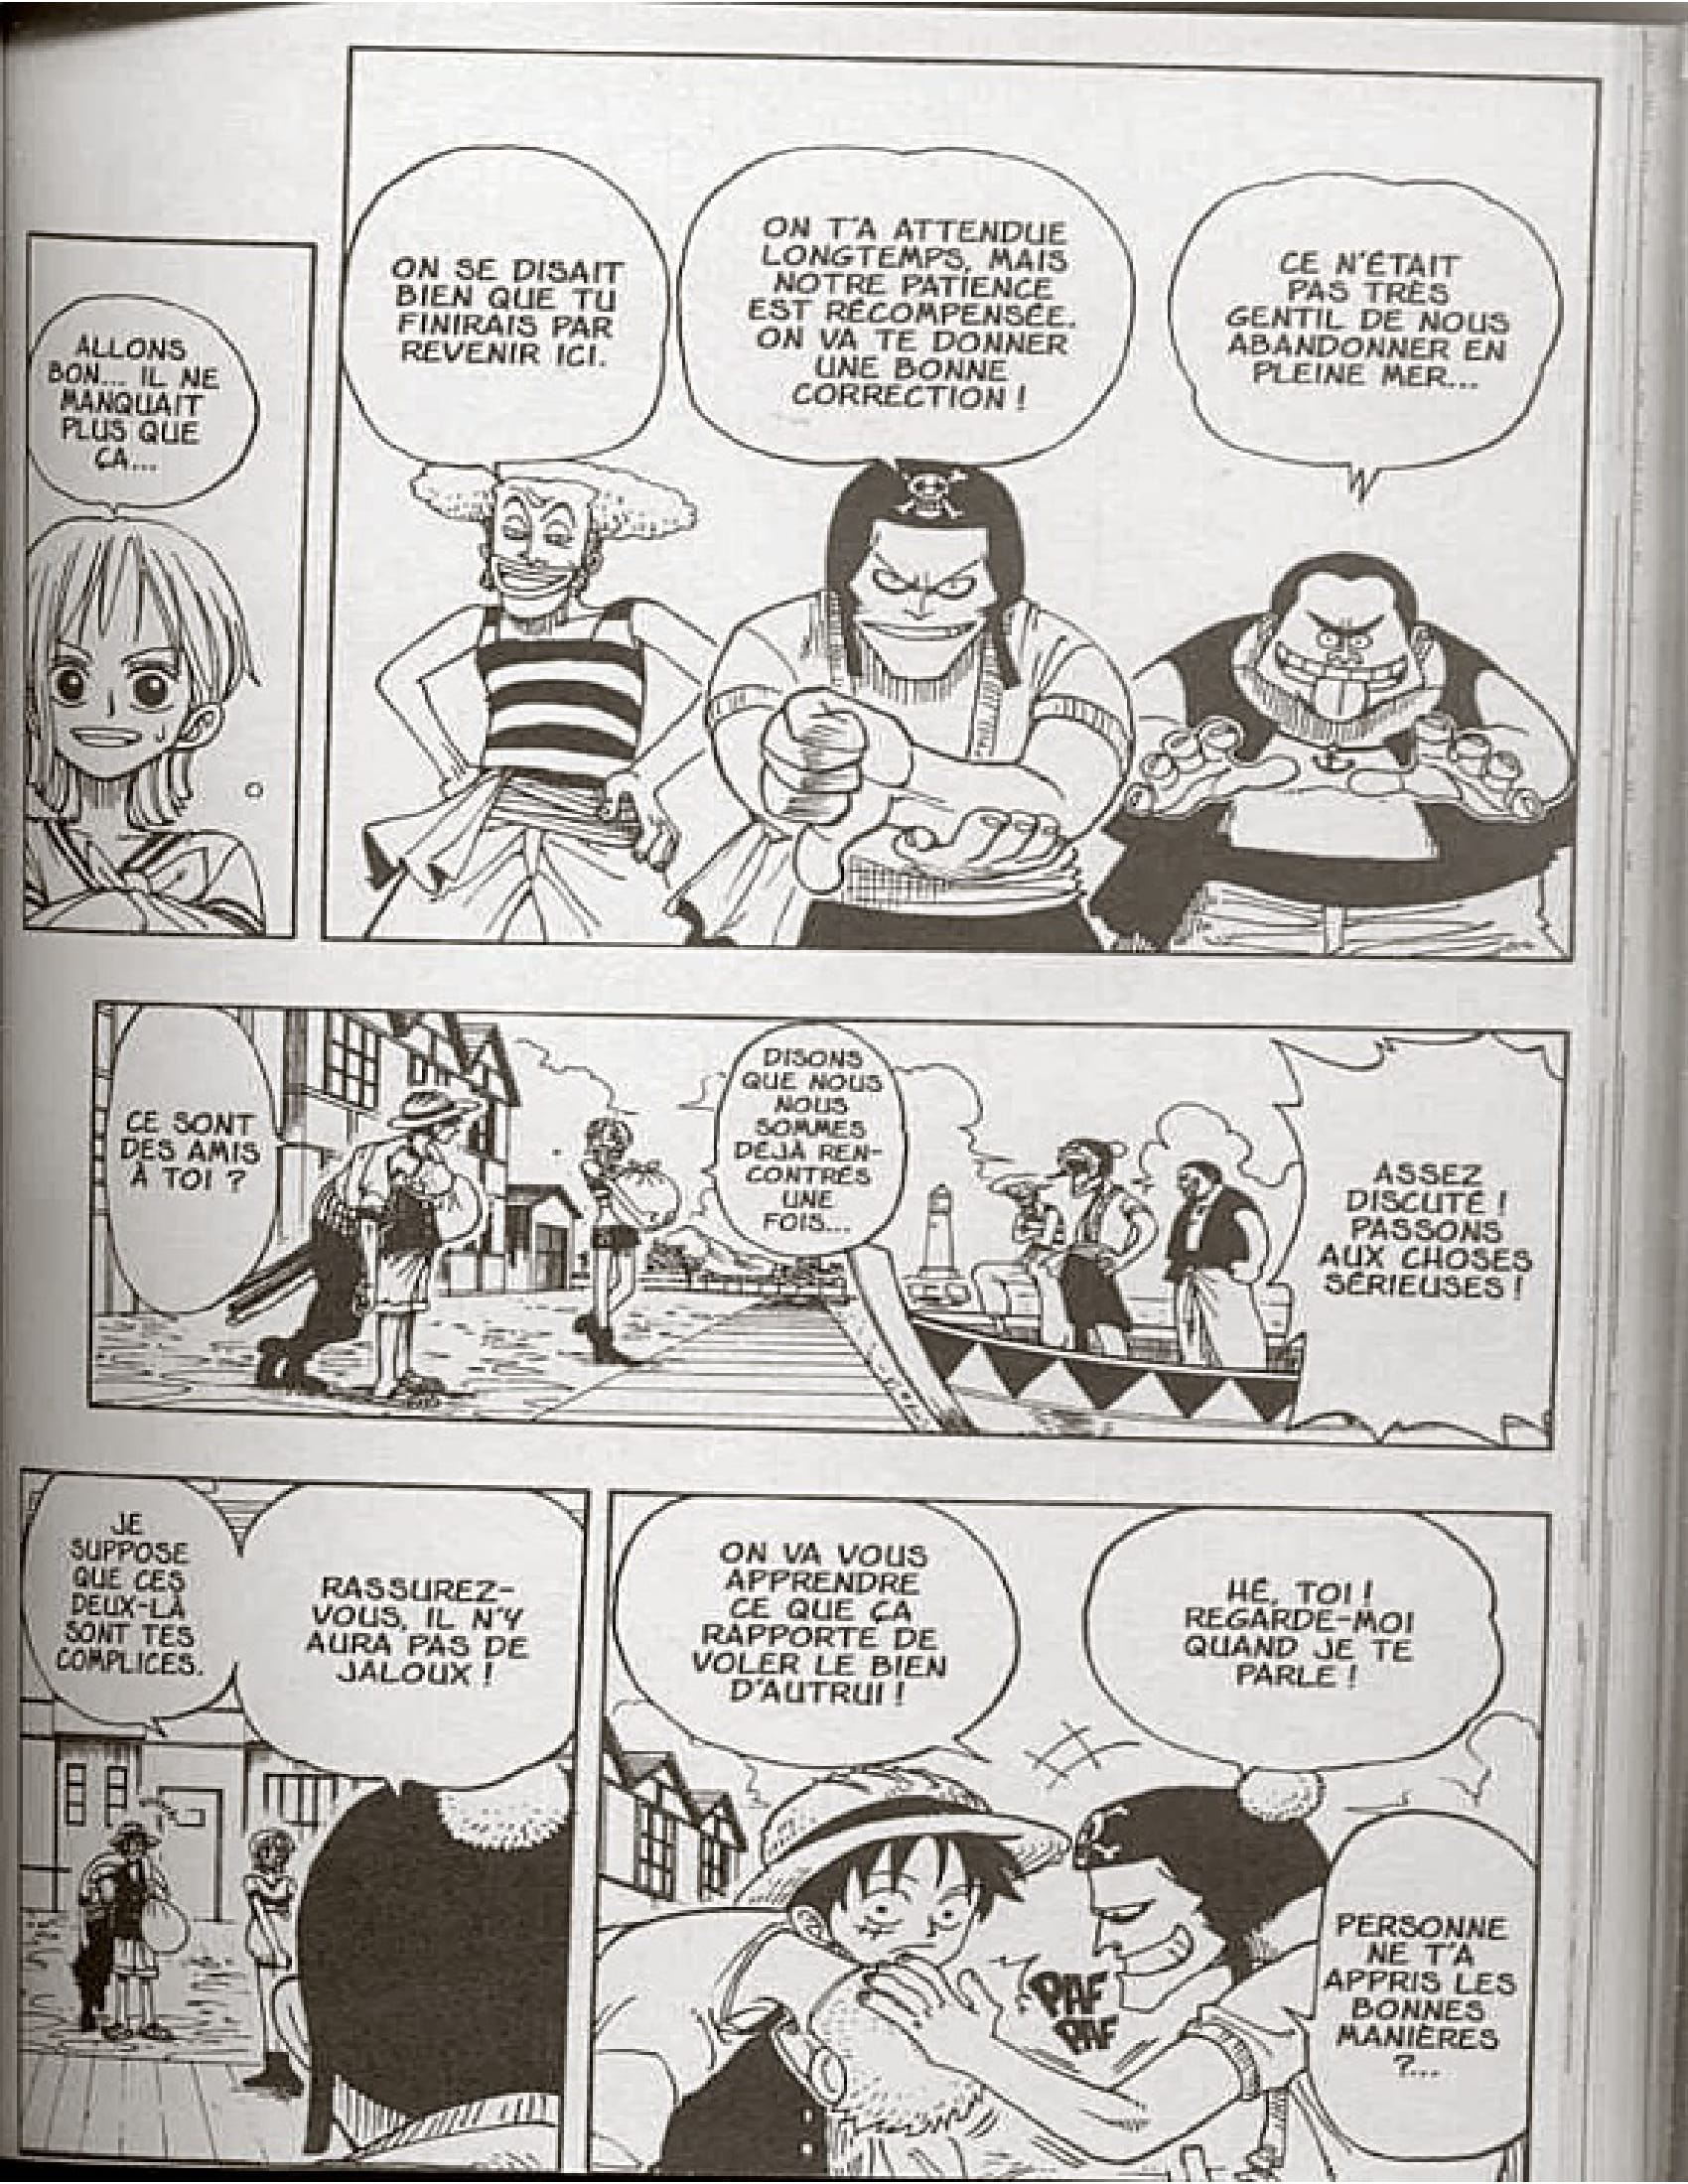 CE N'ÉTAIT
PAS TRÈS
GENTIL DE NOUS
ABANDONNER EN
PLEINE MER...
ON T'A ATTENDUE
LONGTEMPS, MAIS
NOTRE PATIENCE
EST RÉCOMPENSÉE.
ON VA TE DONNER
UNE BONNE
CORRECTION !
ON SE DISAIT
BIEN QUE TU
FINIRAIS PAR
REVENIR ICI.
ALLONS
BON... IL NE
MANQUAIT
PLUS QUE
ÇA...
ASSEZ
DISCUTÉ !
PASSONS
AUX CHOSES
SÉRIEUSES !
DISONS
QUE NOUS
NOUS
SOMMES
DÉJÀ REN-
CONTRÉS
UNE
FOIS...
CE SONT
DES AMIS
À TOI ?
HÉ, TOI !
REGARDE-MOI
QUAND JE TE
PARLE !
PERSONNE
NE T'A
APPRIS LES
BONNES
MANIÈRES
?...
PAF
PAF
ON VA VOUS
APPRENDRE
CE QUE ÇA
RAPPORTE DE
VOLER LE BIEN
D'AUTRUI !
RASSUREZ-
VOUS, IL N'Y
AURA PAS DE
JALOUX !
JE
SUPPOSE
QUE CES
DEUX-LÀ
SONT TES
COMPLICES.